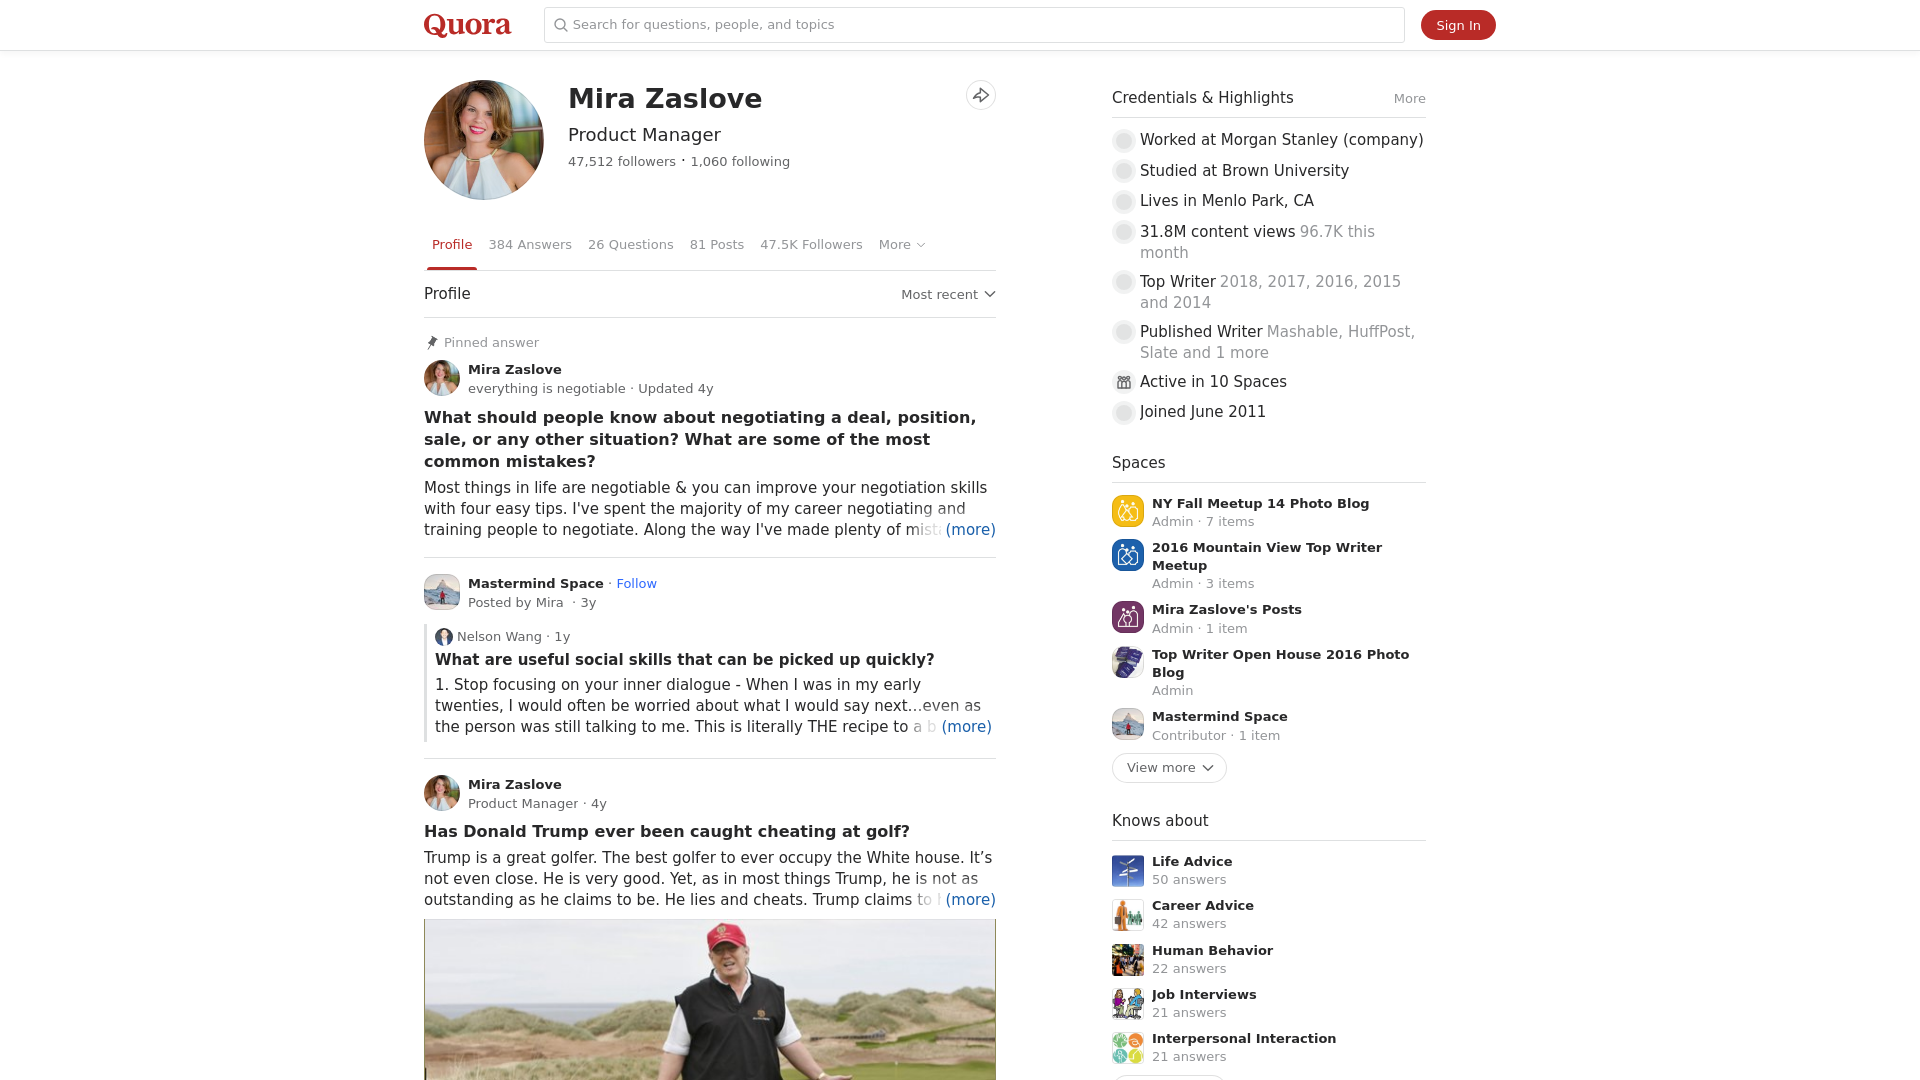 Quora
Search for questions, people, and topics
Sign In
Mira Zaslove
Product Manager
47,512 followers · 1,060 following
Profile
384 Answers
26 Questions
81 Posts
47.5K Followers
More
Profile
Most recent
Pinned answer
Mira Zaslove
everything is negotiable · Updated 4y
What should people know about negotiating a deal, position,
sale, or any other situation? What are some of the most
common mistakes?
Most things in life are negotiable & you can improve your negotiation skills
with four easy tips. I've spent the majority of my career negotiating and
training people to negotiate. Along the way I've made plenty of (more)
Mastermind Space · Follow
Posted by Mira · 3y
Nelson Wang · 1y
What are useful social skills that can be picked up quickly?
1. Stop focusing on your inner dialogue - When I was in my early
twenties, I would often be worried about what I would say next...even as
the person was still talking to me. This is literally THE recipe to a (more)
Mira Zaslove
Product Manager · 4y
Has Donald Trump ever been caught cheating at golf?
Trump is a great golfer. The best golfer to ever occupy the White house. It’s
not even close. He is very good. Yet, as in most things Trump, he is not as
outstanding as he claims to be. He lies and cheats. Trump claims to (more)
Credentials & Highlights
More
Worked at Morgan Stanley (company)
Studied at Brown University
Lives in Menlo Park, CA
31.8M content views 96.7K this
month
Top Writer 2018, 2017, 2016, 2015
and 2014
Published Writer Mashable, HuffPost,
Slate and 1 more
Active in 10 Spaces
Joined June 2011
Spaces
NY Fall Meetup 14 Photo Blog
Admin · 7 items
2016 Mountain View Top Writer
Meetup
Admin · 3 items
Mira Zaslove's Posts
Admin · 1 item
Top Writer Open House 2016 Photo
Blog
Admin
Mastermind Space
Contributor · 1 item
View more
Knows about
Life Advice
50 answers
Career Advice
42 answers
Human Behavior
22 answers
Job Interviews
21 answers
Interpersonal Interaction
21 answers